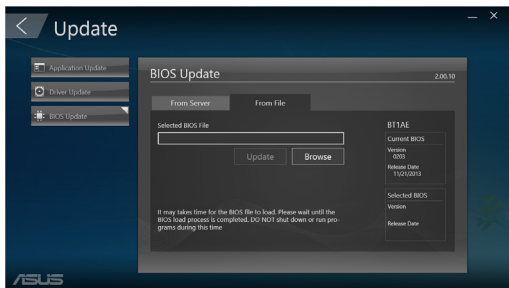 Update
Application Update
Driver Update
BIOS Update
BIOS Update
2.00.10
From Server
From File
Selected BIOS File
Update
Browse
It may takes time for the BIOS file to load. Please wait until the
BIOS load process is completed. DO NOT shut down or run pro-
grams during this time
BT1AE
Current BIOS
Version
0203
Release Date
11/21/2013
Selected BIOS
Version
Release Date
ASUS